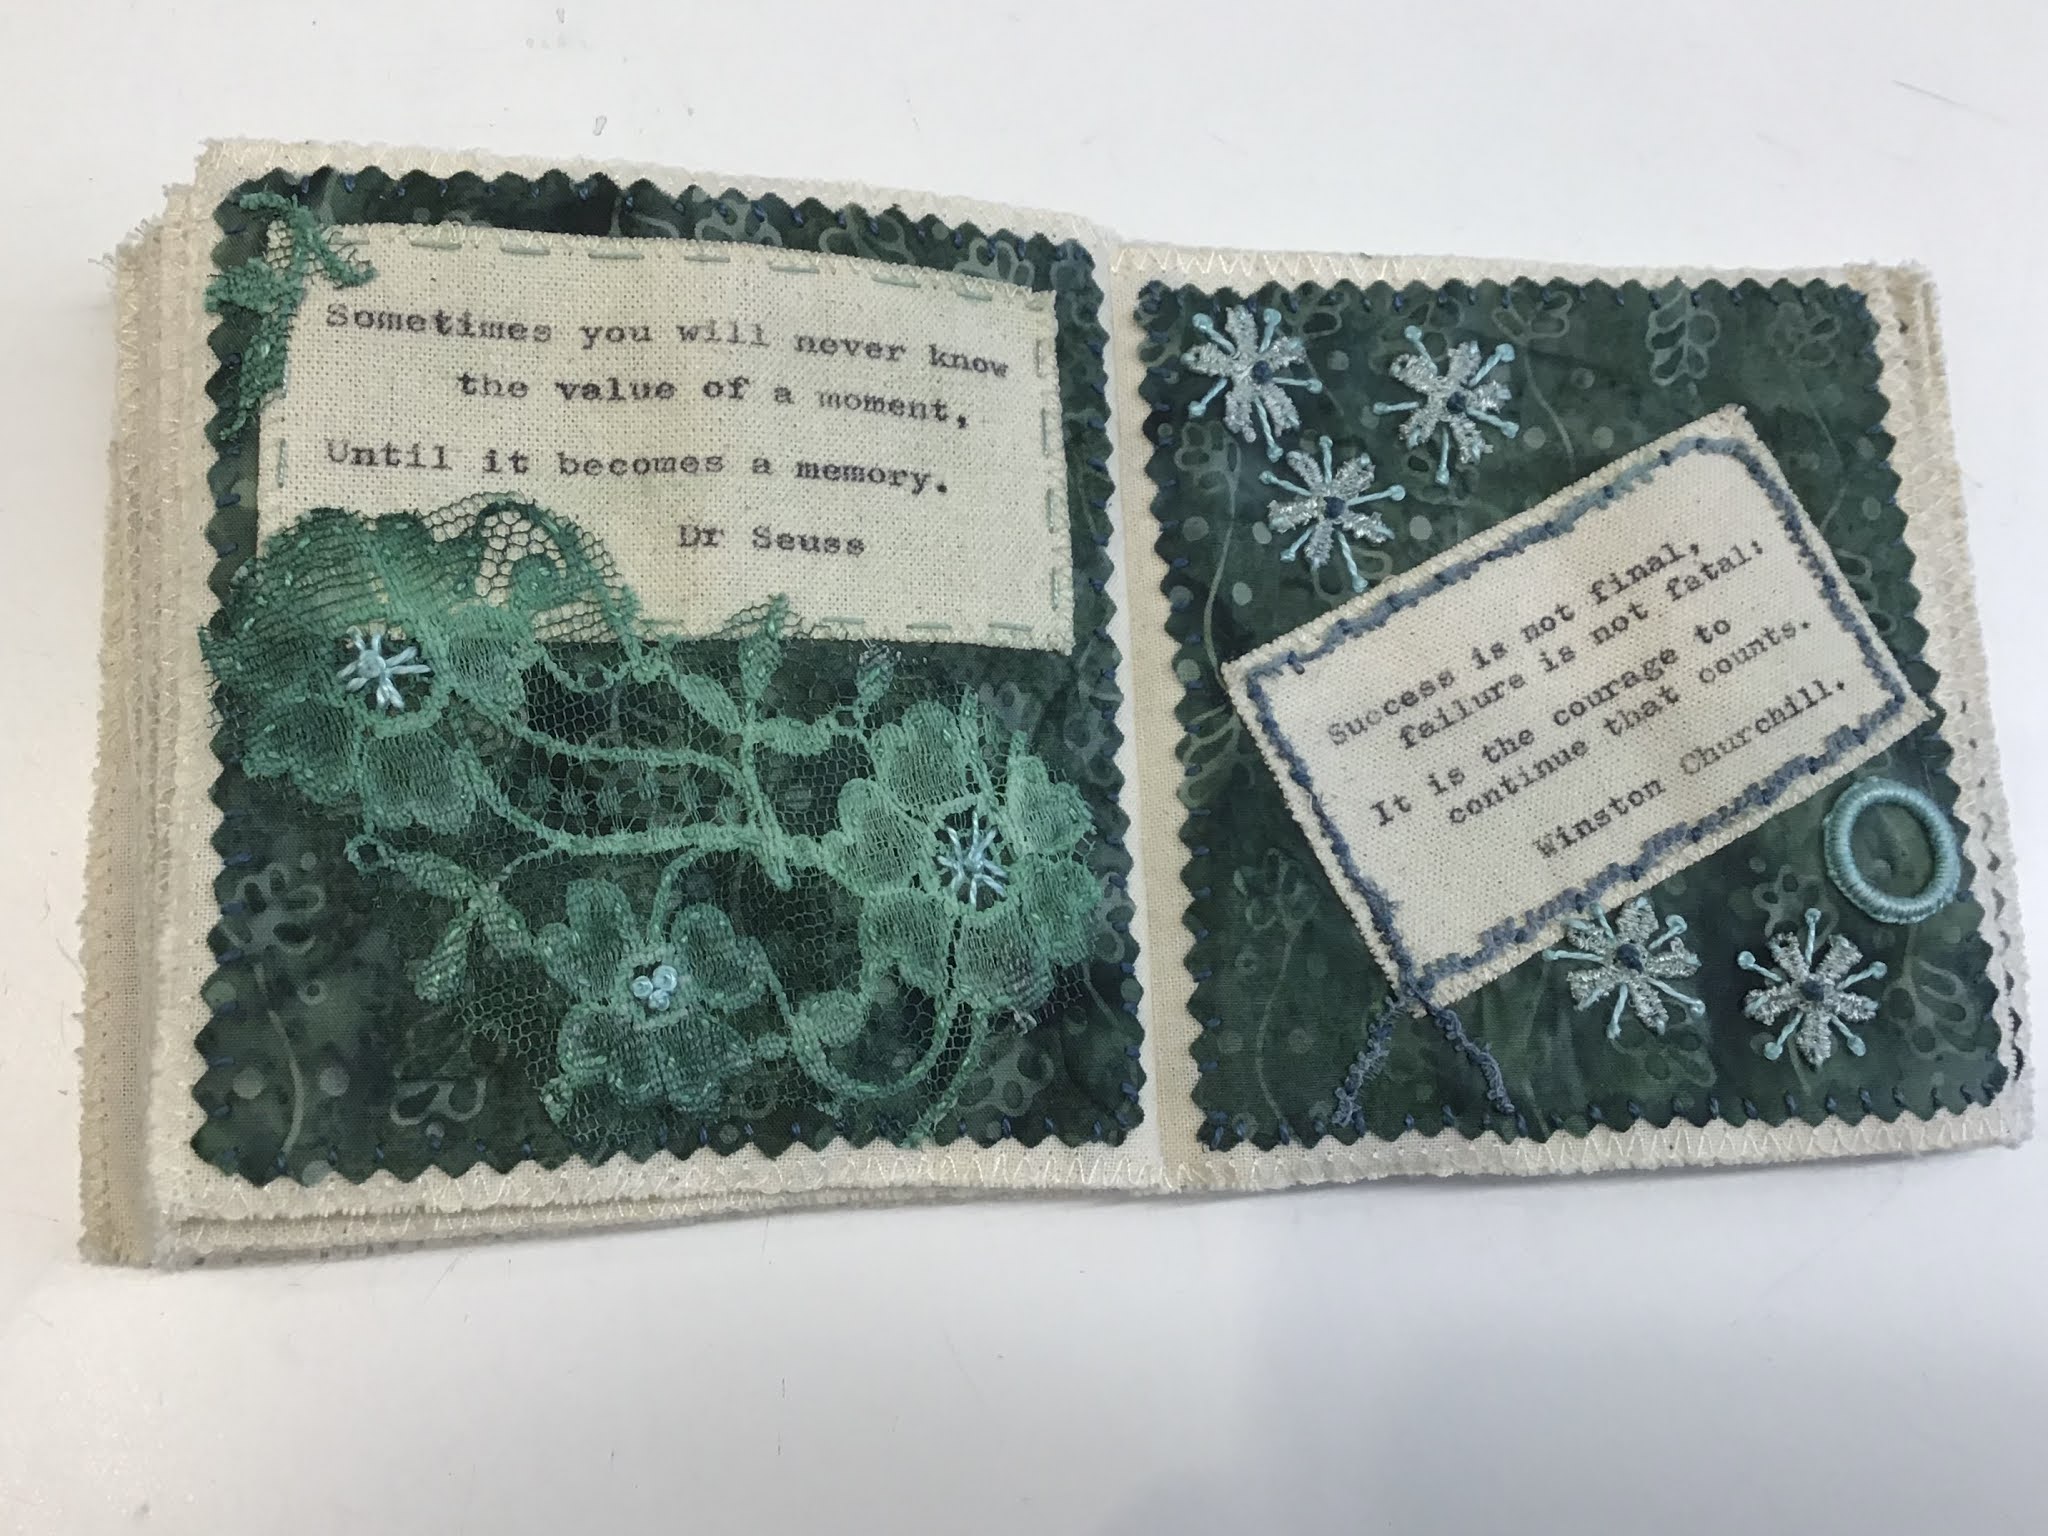 Sometimes you will never know
the value of a moment,
Until it becomes a memory.
Dr Seuss
Success is not final,
failure is not fatal:
It is the courage to
continue that counts.
Winston Churchill.